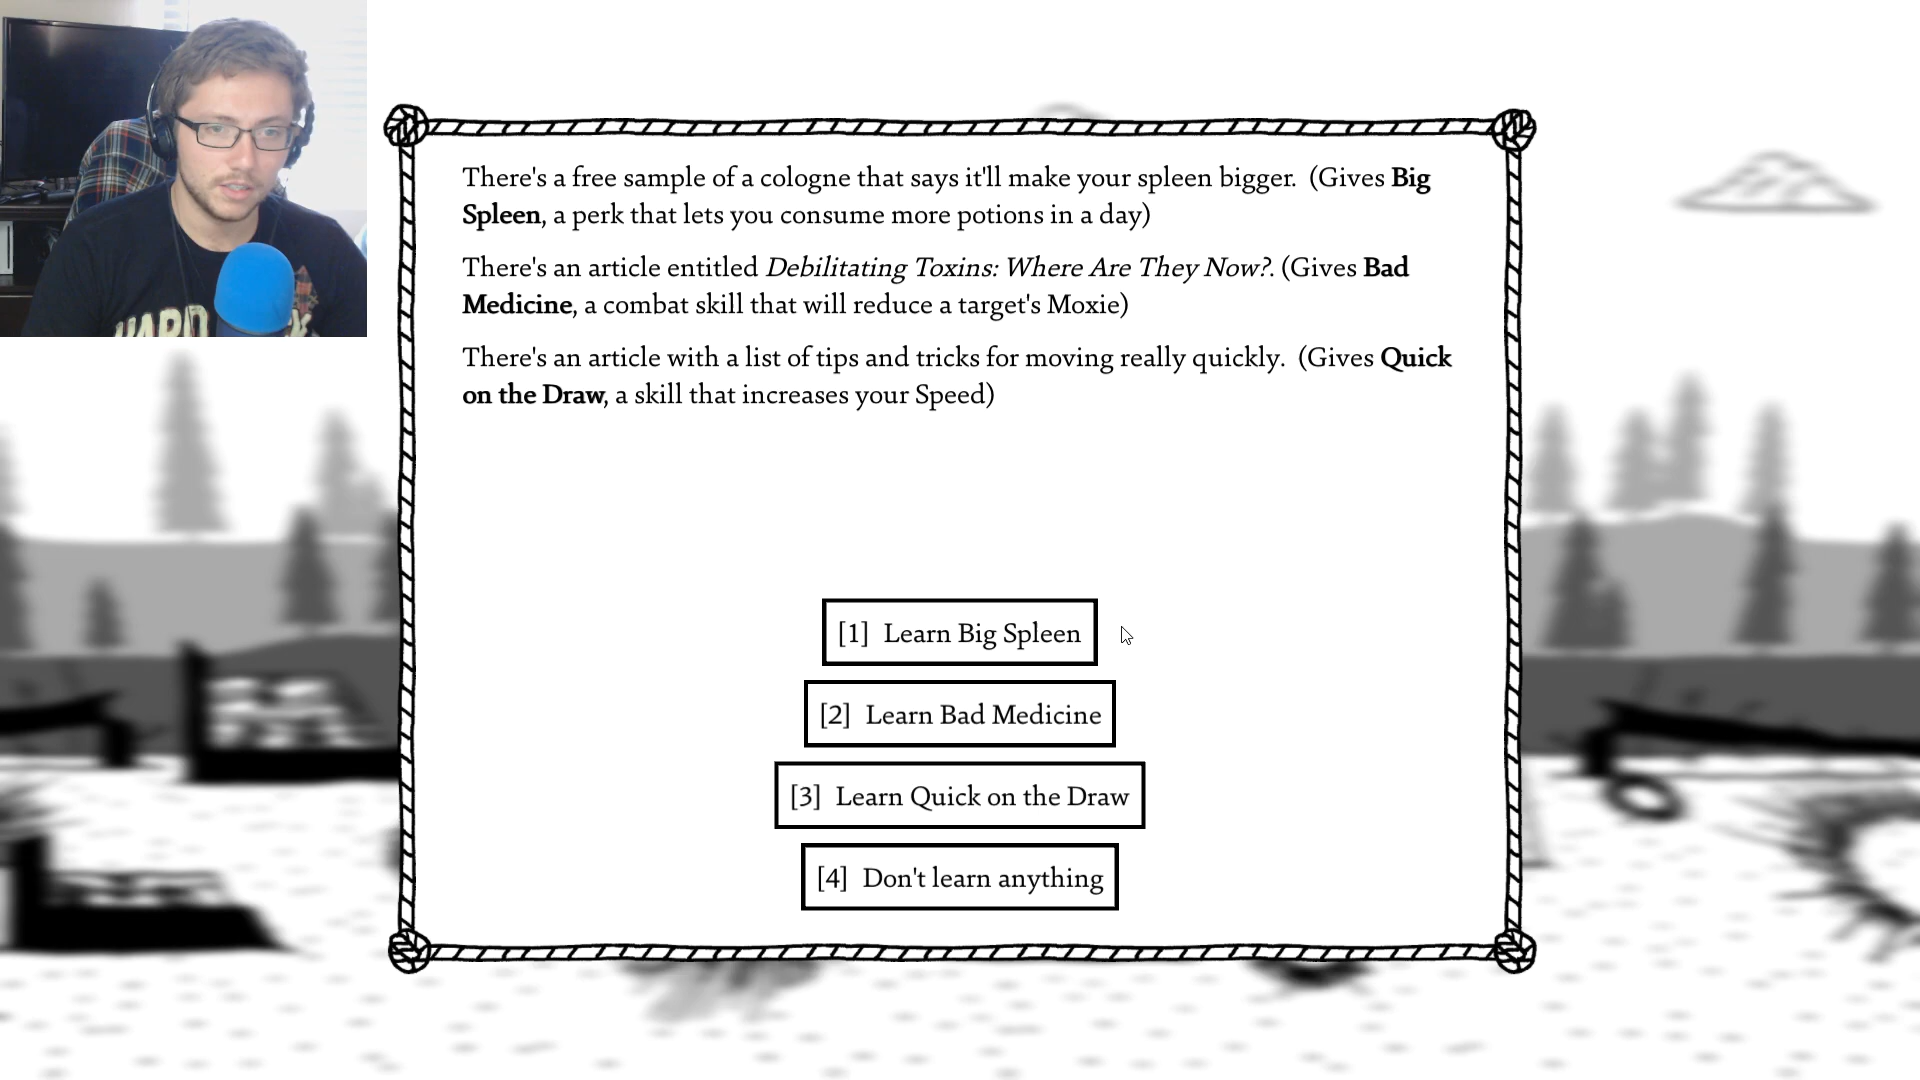 There's a free sample of a cologne that says it'll make your spleen bigger.  (Gives Big
Spleen, a perk that lets you consume more potions in a day)
There's an article entitled Debilitating Toxins: Where Are They Now?. (Gives Bad
Medicine, a combat skill that will reduce a target's Moxie)
There's an article with a list of tips and tricks for moving really quickly.  (Gives Quick
on the Draw, a skill that increases your Speed)
[1]  Learn Big Spleen
[2]  Learn Bad Medicine
[3]  Learn Quick on the Draw
[4]  Don't learn anything
HARD